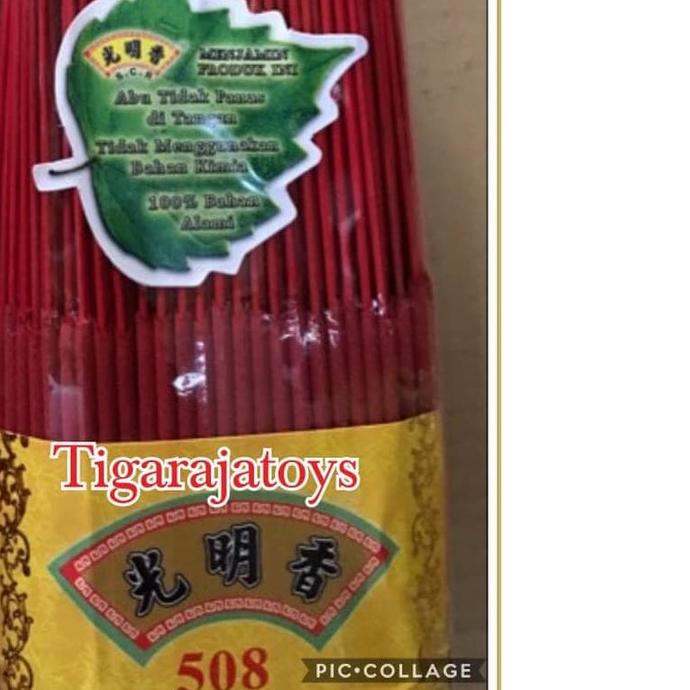 光明香
S.C.R
MENJAMIN
PRODUK INI
Abu Tidak Panas
di Tangan
Tidak Menggunakan
Bahan Kimia
100% Bahan
Alami
Tigarajatoys
光明香
508
PIC•COLLAGE